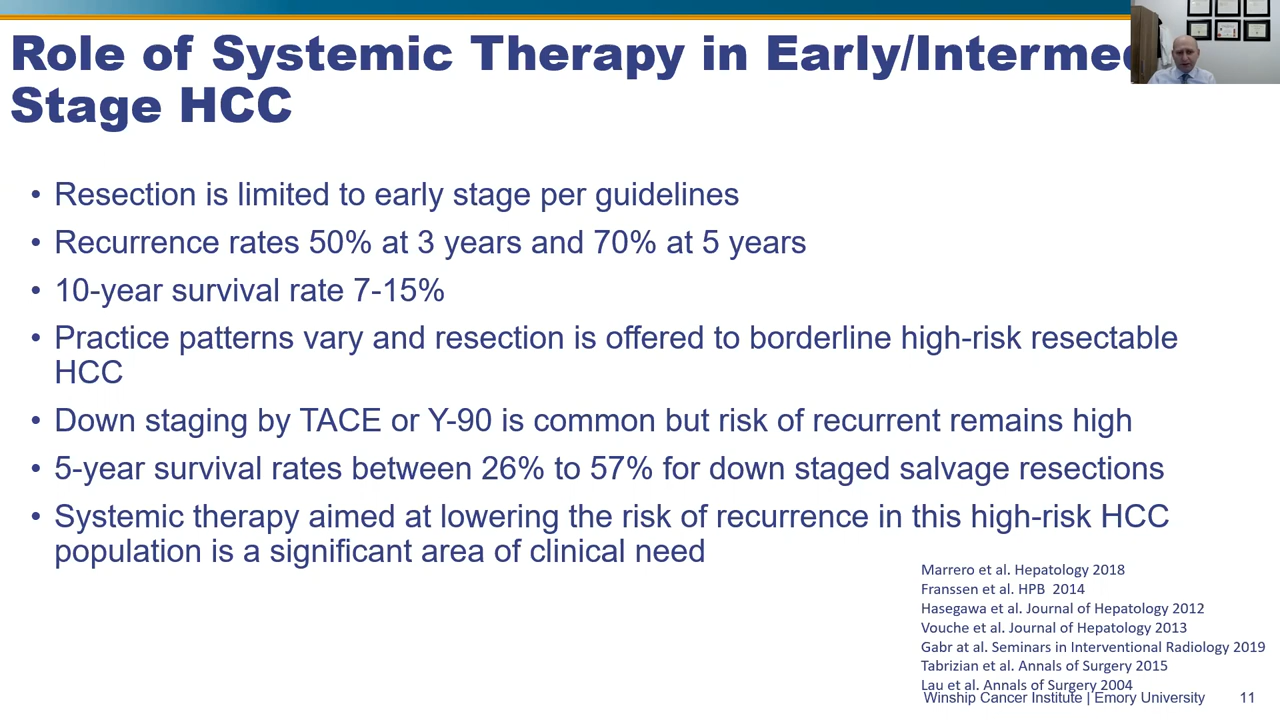 Role of Systemic Therapy in Early/Intermed
Stage HCC
• Resection is limited to early stage per guidelines
• Recurrence rates 50% at 3 years and 70% at 5 years
• 10-year survival rate 7-15%
• Practice patterns vary and resection is offered to borderline high-risk resectable
HCC
• Down staging by TACE or Y-90 is common but risk of recurrent remains high
• 5-year survival rates between 26% to 57% for down staged salvage resections
• Systemic therapy aimed at lowering the risk of recurrence in this high-risk HCC
population is a significant area of clinical need
Marrero et al. Hepatology 2018
Franssen et al. HPB 2014
Hasegawa et al. Journal of Hepatology 2012
Vouche et al. Journal of Hepatology 2013
Gabr at al. Seminars in Interventional Radiology 2019
Tabrizian et al. Annals of Surgery 2015
Lau et al. Annals of Surgery 2004
Winship Cancer Institute | Emory University 11